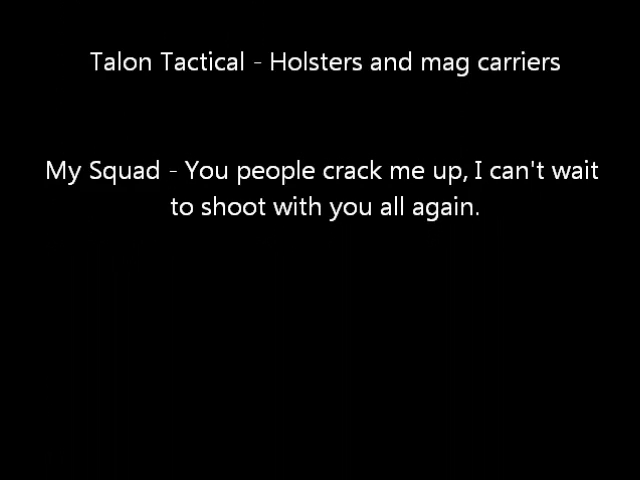 Talon Tactical - Holsters and mag carriers
My Squad - You people crack me up, I can't wait
to shoot with you all again.